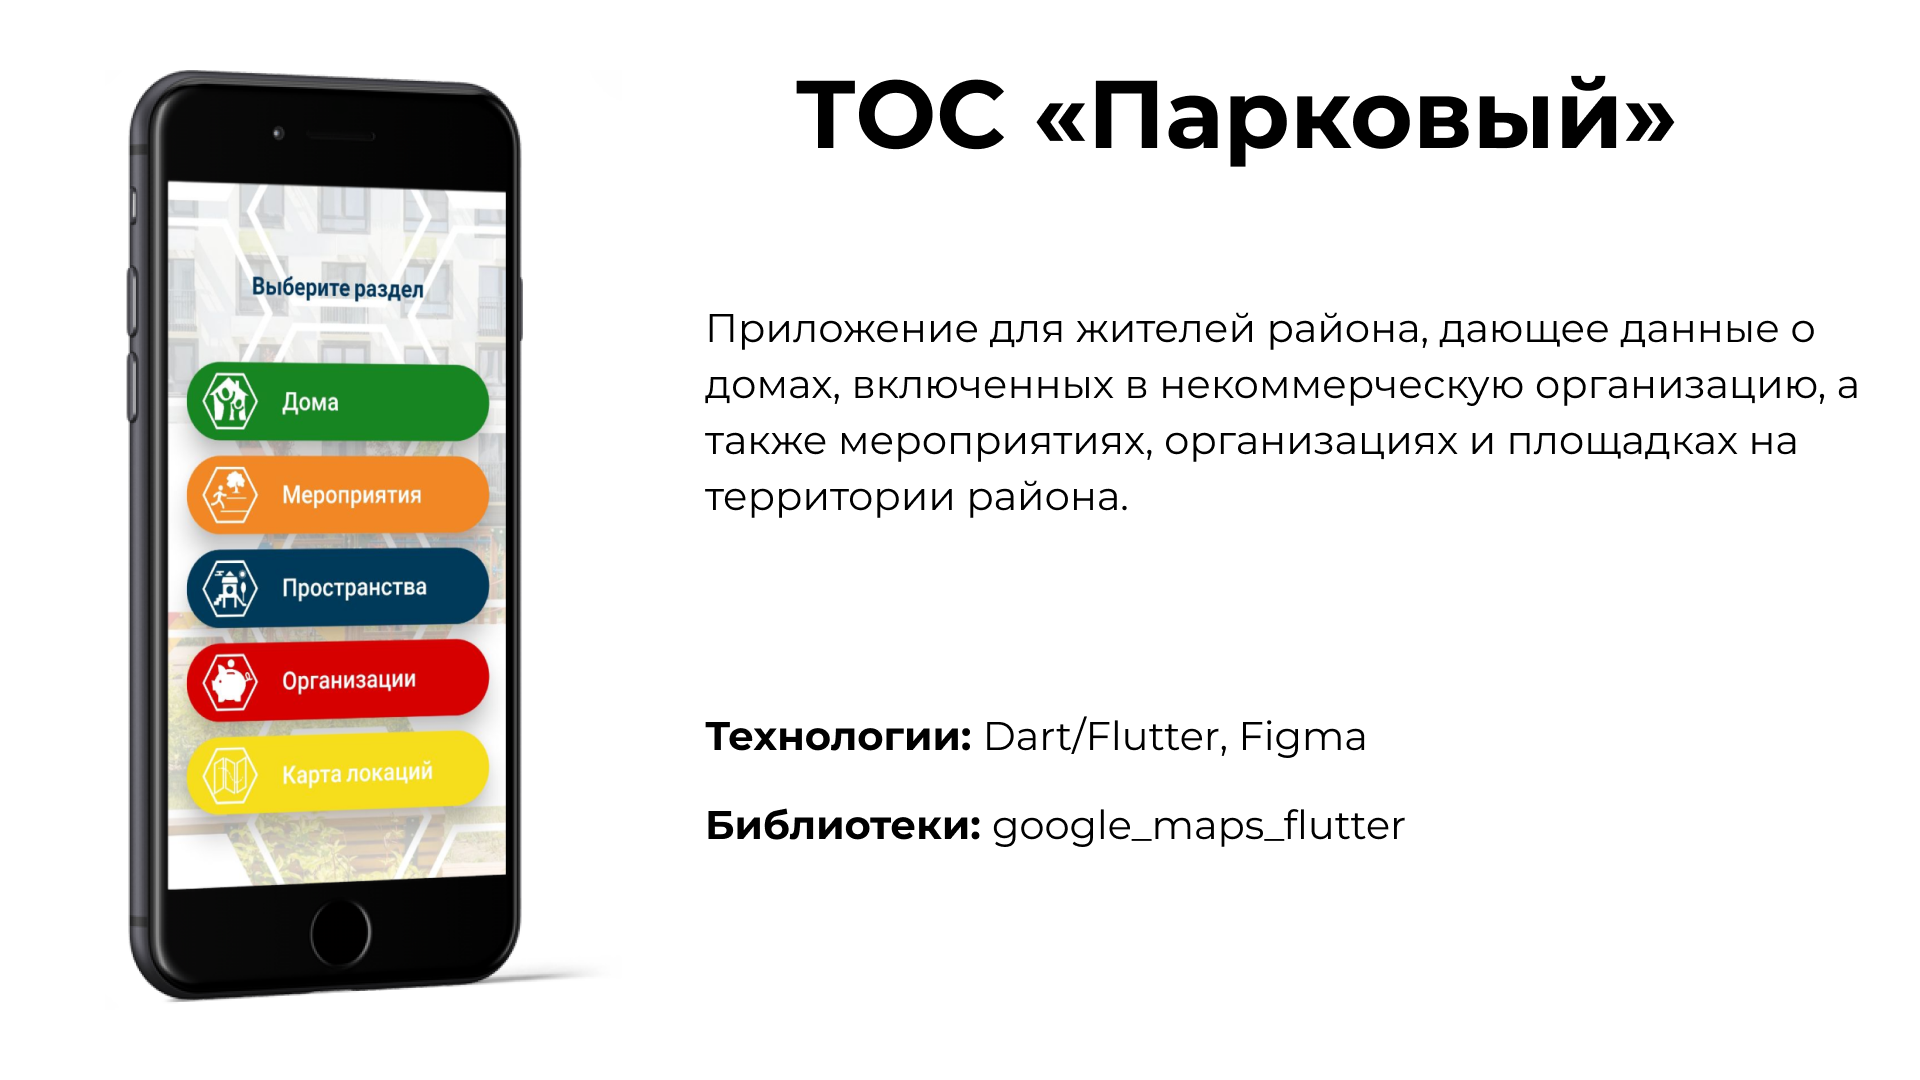 ТОС «Парковый»
Выберите раздел
Дома
Мероприятия
Пространства
Организации
Карта локаций
Приложение для жителей района, дающее данные о
домах, включенных в некоммерческую организацию, а
также мероприятиях, организациях и площадках на
территории района.
Технологии: Dart/Flutter, Figma
Библиотеки: google_maps_flutter